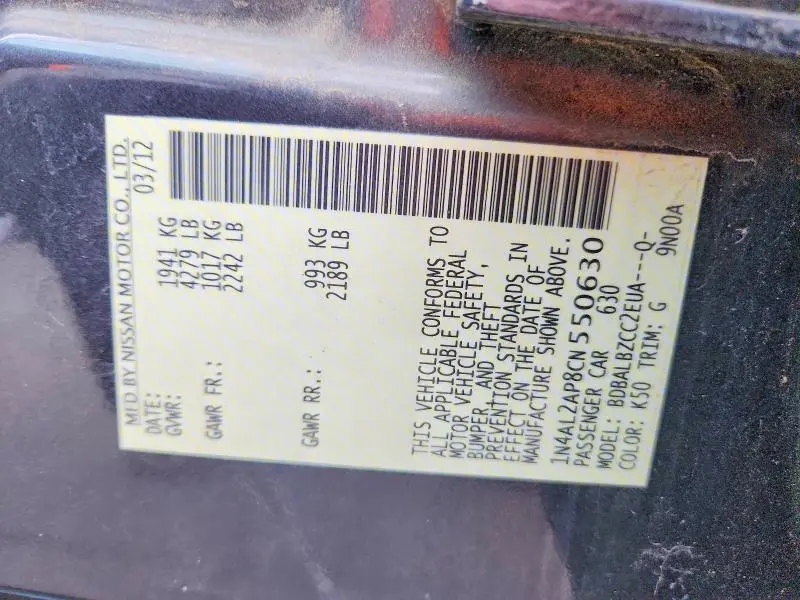 MFD BY NISSAN MOTOR CO., LTD.
DATE: 03/12
GVWR: 1941 KG
4279 LB
GAWR FR.: 1017 KG
2242 LB
GAWR RR.: 993 KG
2189 LB
THIS VEHICLE CONFORMS TO
ALL APPLICABLE FEDERAL
MOTOR VEHICLE SAFETY,
BUMPER, AND THEFT
PREVENTION STANDARDS IN
EFFECT ON THE DATE OF
MANUFACTURE SHOWN ABOVE.
1N4AL2AP8CN550630
PASSENGER CAR 630
MODEL: BDBALBZCC2EUA---Q-
COLOR: K50 TRIM: G 9N00A